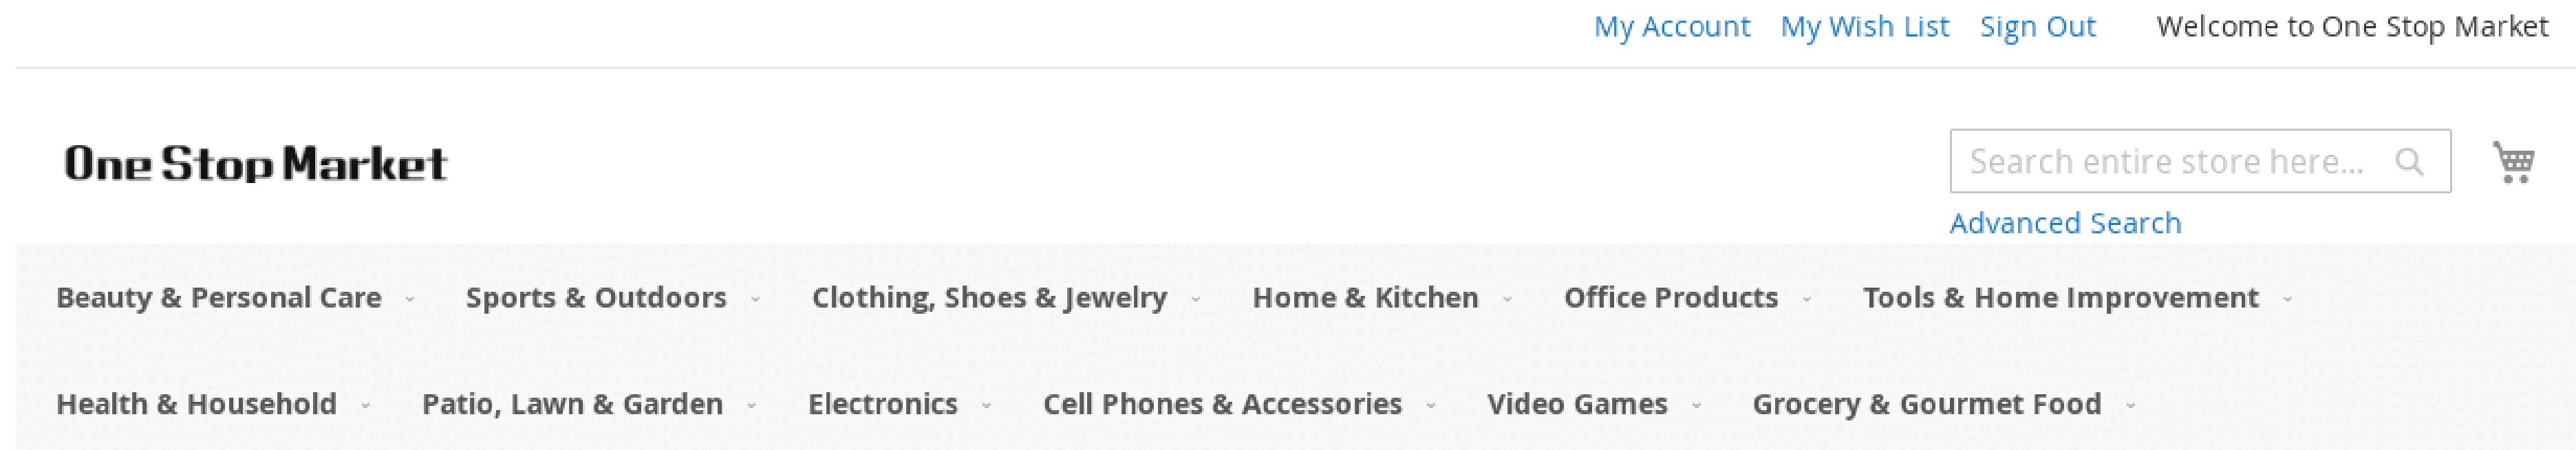 My Account My Wish List Sign Out Welcome to One Stop Market
One Stop Market
Search entire store here...
Advanced Search
Beauty & Personal Care Sports & Outdoors Clothing, Shoes & Jewelry Home & Kitchen Office Products Tools & Home Improvement
Health & Household Patio, Lawn & Garden Electronics Cell Phones & Accessories Video Games Grocery & Gourmet Food